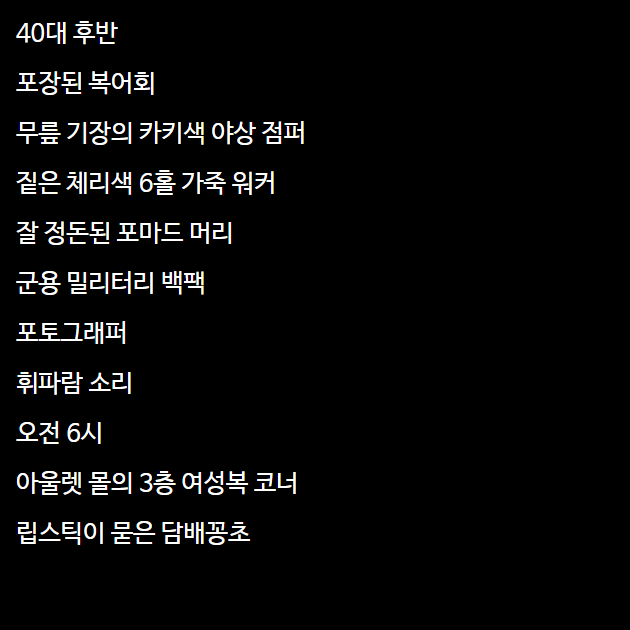 40대 후반
포장된 복어회
무릎 기장의 카키색 야상 점퍼
짙은 체리색 6홀 가죽 워커
잘 정돈된 포마드 머리
군용 밀리터리 백팩
포토그래퍼
휘파람 소리
오전 6시
아울렛 몰의 3층 여성복 코너
립스틱이 묻은 담배꽁초